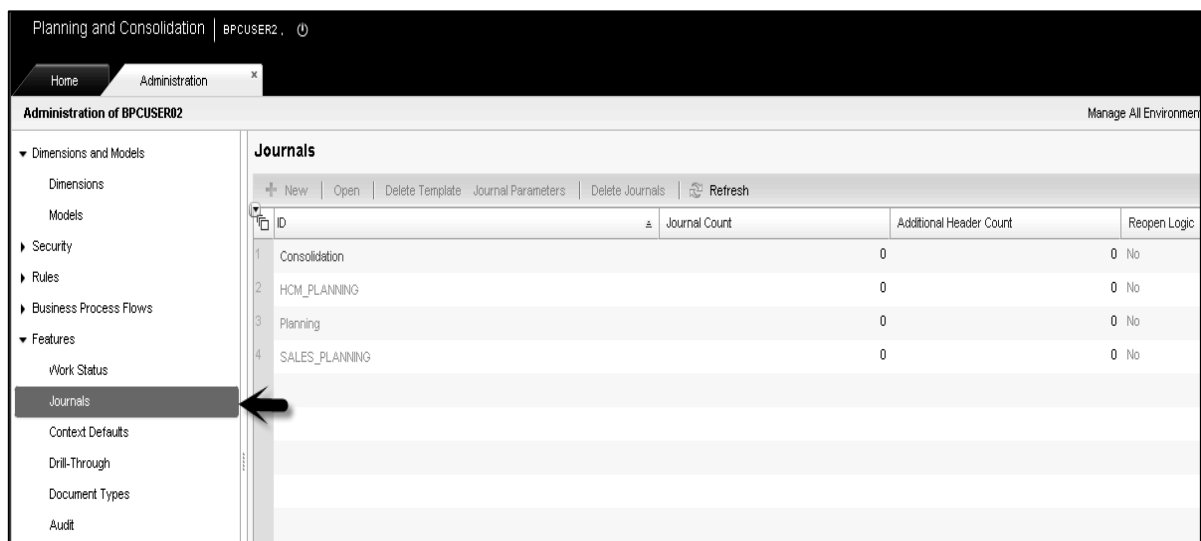 Planning and Consolidation | BPCUSER2 ,
Home
Administration
x
Administration of BPCUSER02
Manage All Environmen
Dimensions and Models
Dimensions
Models
Security
Rules
Business Process Flows
Features
Work Status
Journals
Context Defaults
Drill-Through
Document Types
Audit
Journals
New | Open | Delete Template Journal Parameters | Delete Journals | Refresh
ID Journal Count Additional Header Count Reopen Logic
1 Consolidation 0 0 No
2 HCM_PLANNING 0 0 No
3 Planning 0 0 No
4 SALES_PLANNING 0 0 No